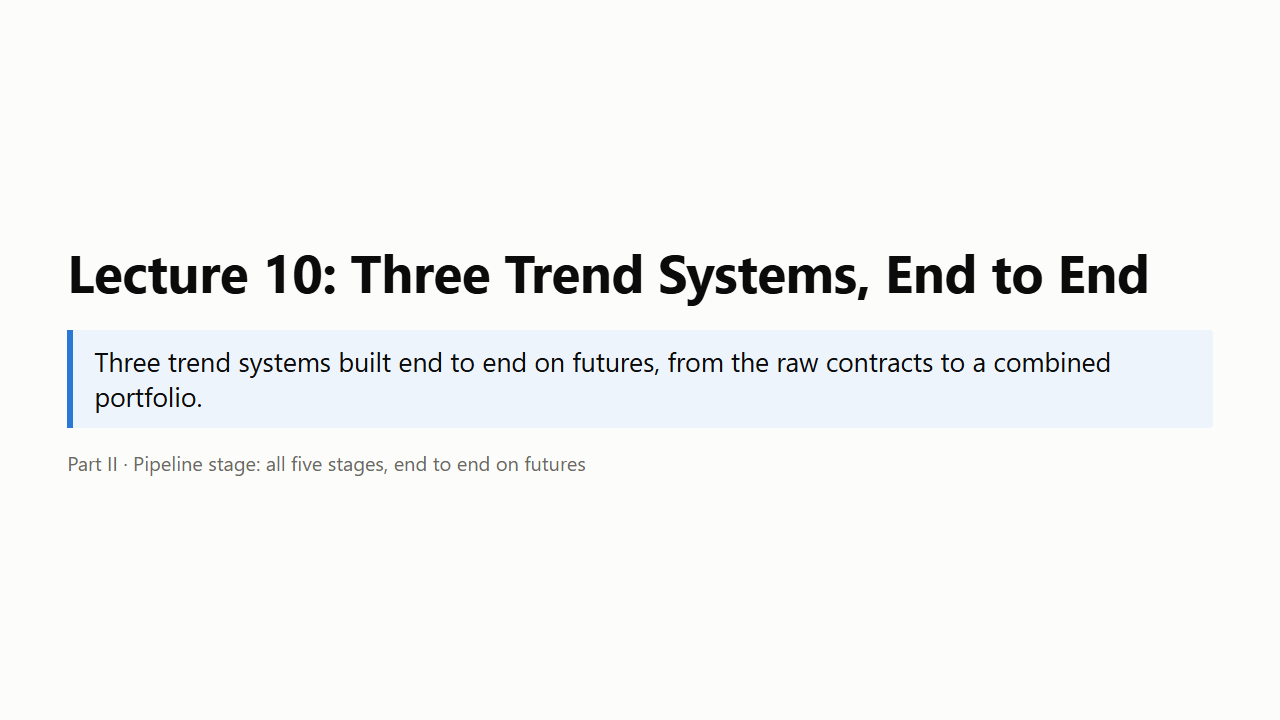 Lecture 10: Three Trend Systems, End to End
Three trend systems built end to end on futures, from the raw contracts to a combined
portfolio.
Part II · Pipeline stage: all five stages, end to end on futures